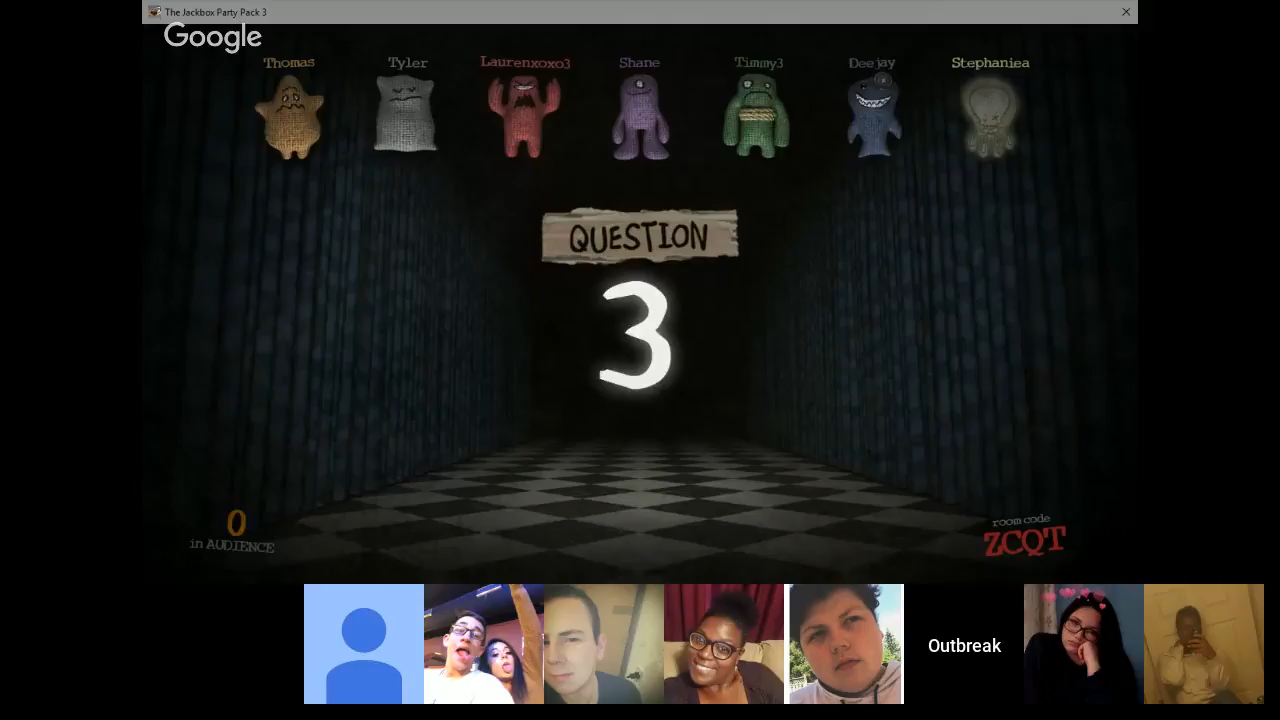 The Jackbox Party Pack 3
Google
Thomas
Tyler
Laurenxoxo3
Shane
Timmy3
Deejay
Stephaniea
QUESTION
3
0
in AUDIENCE
room code
ZCQT
Outbreak